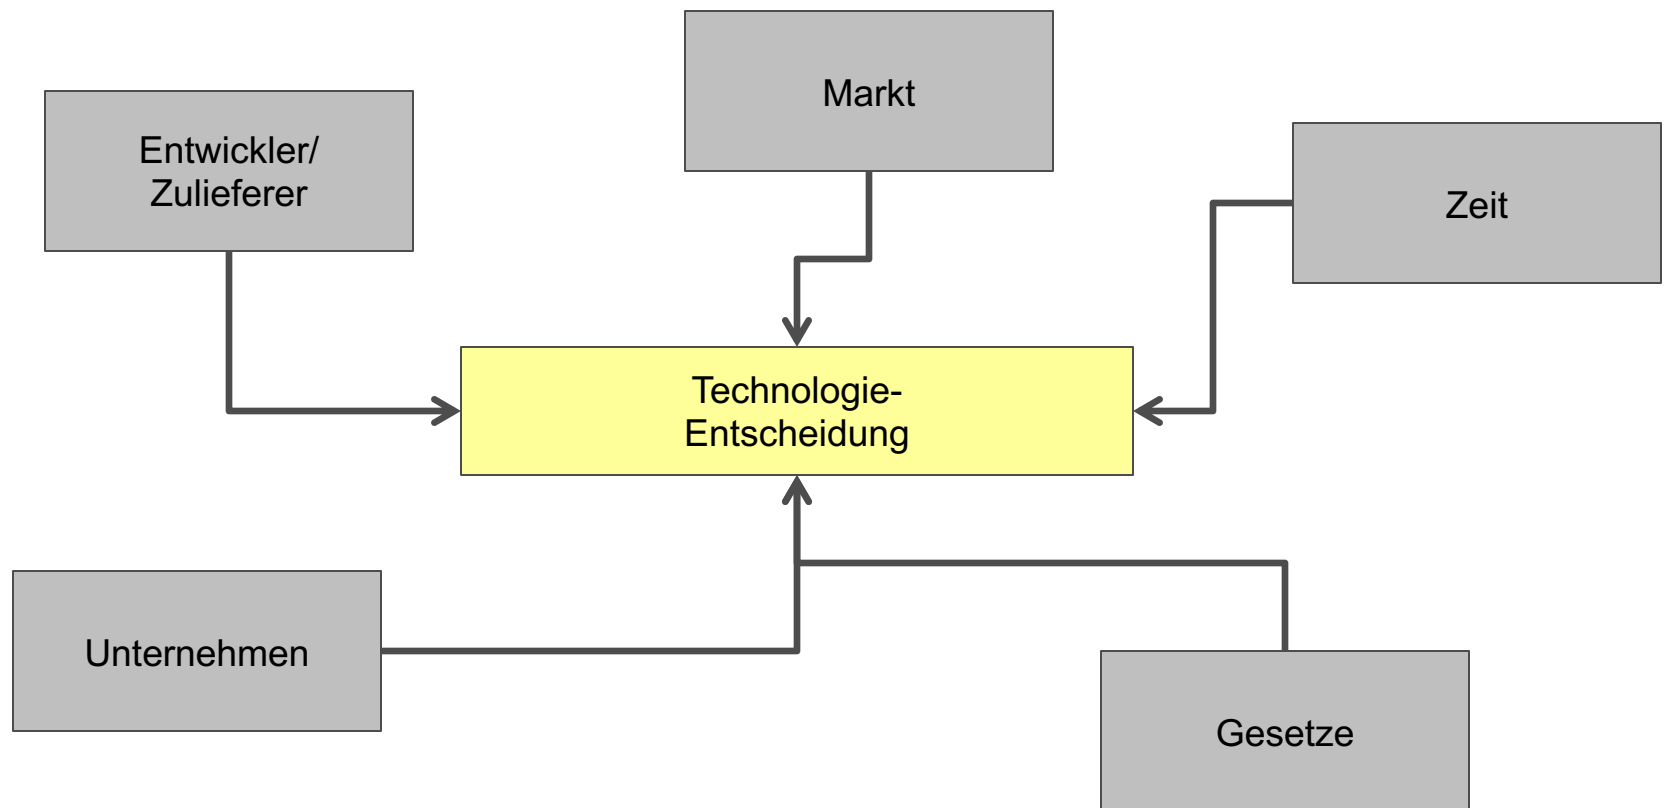 Markt
Entwickler/
Zulieferer
Zeit
Technologie-
Entscheidung
Unternehmen
Gesetze